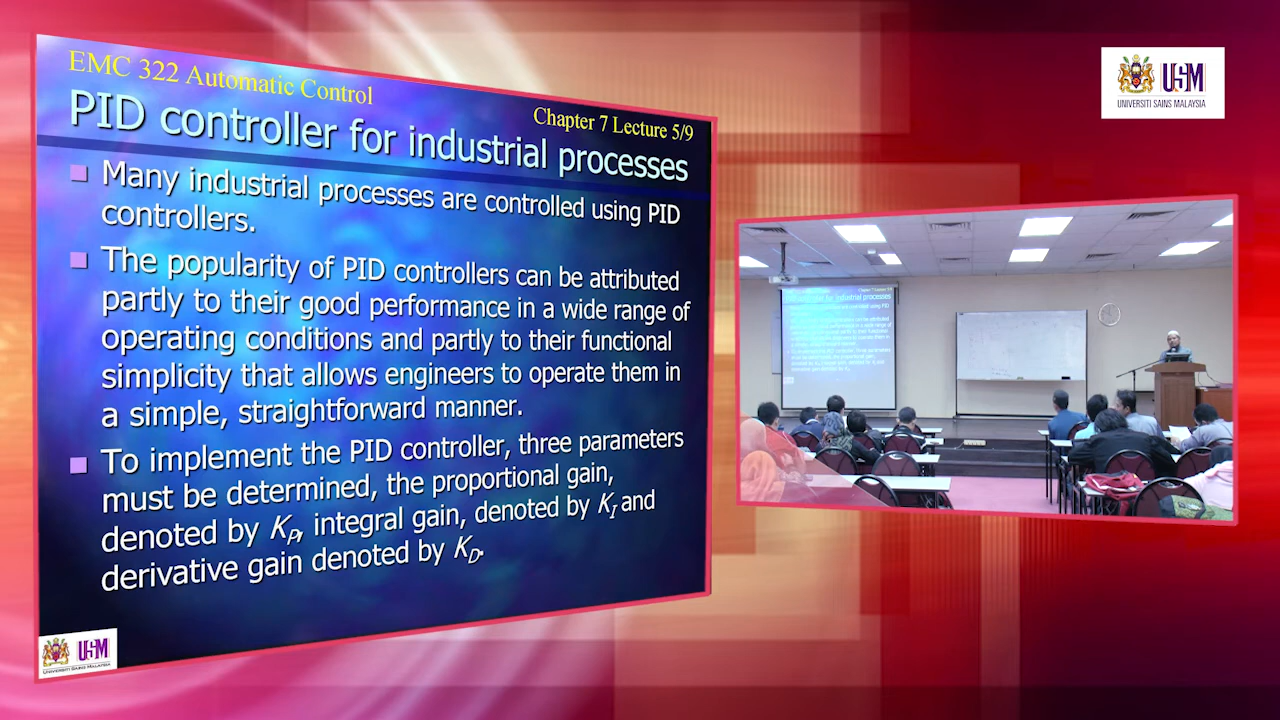 EMC 322 Automatic Control
Chapter 7 Lecture 5/9
PID controller for industrial processes
Many industrial processes are controlled using PID
controllers.
The popularity of PID controllers can be attributed
partly to their good performance in a wide range of
operating conditions and partly to their functional
simplicity that allows engineers to operate them in
a simple, straightforward manner.
To implement the PID controller, three parameters
must be determined, the proportional gain,
denoted by KP, integral gain, denoted by KI and
derivative gain denoted by KD.
USM
UNIVERSITI SAINS MALAYSIA
USM
UNIVERSITI SAINS MALAYSIA